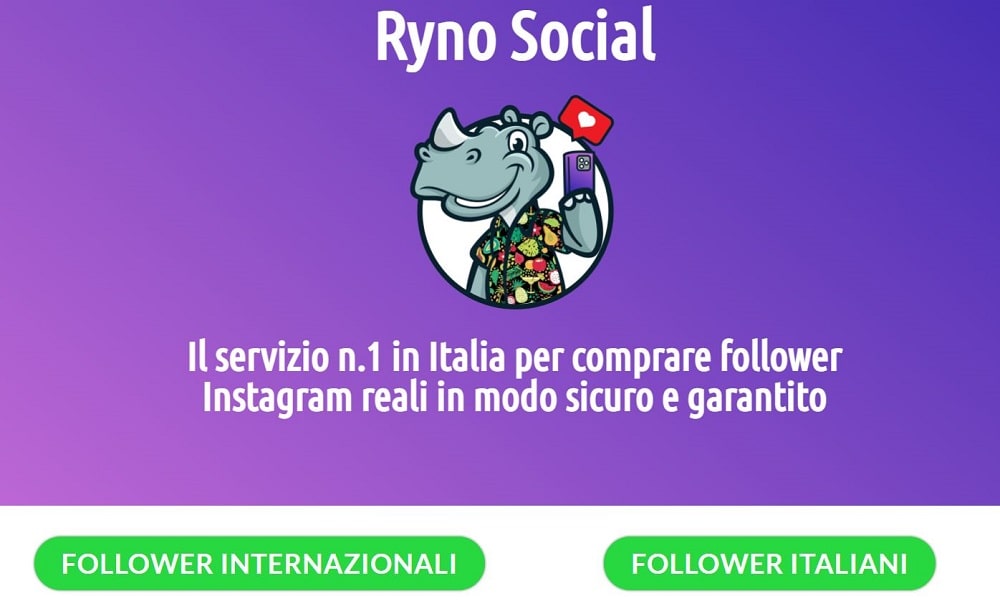 Ryno Social
Il servizio n.1 in Italia per comprare follower
Instagram reali in modo sicuro e garantito
FOLLOWER INTERNAZIONALI
FOLLOWER ITALIANI